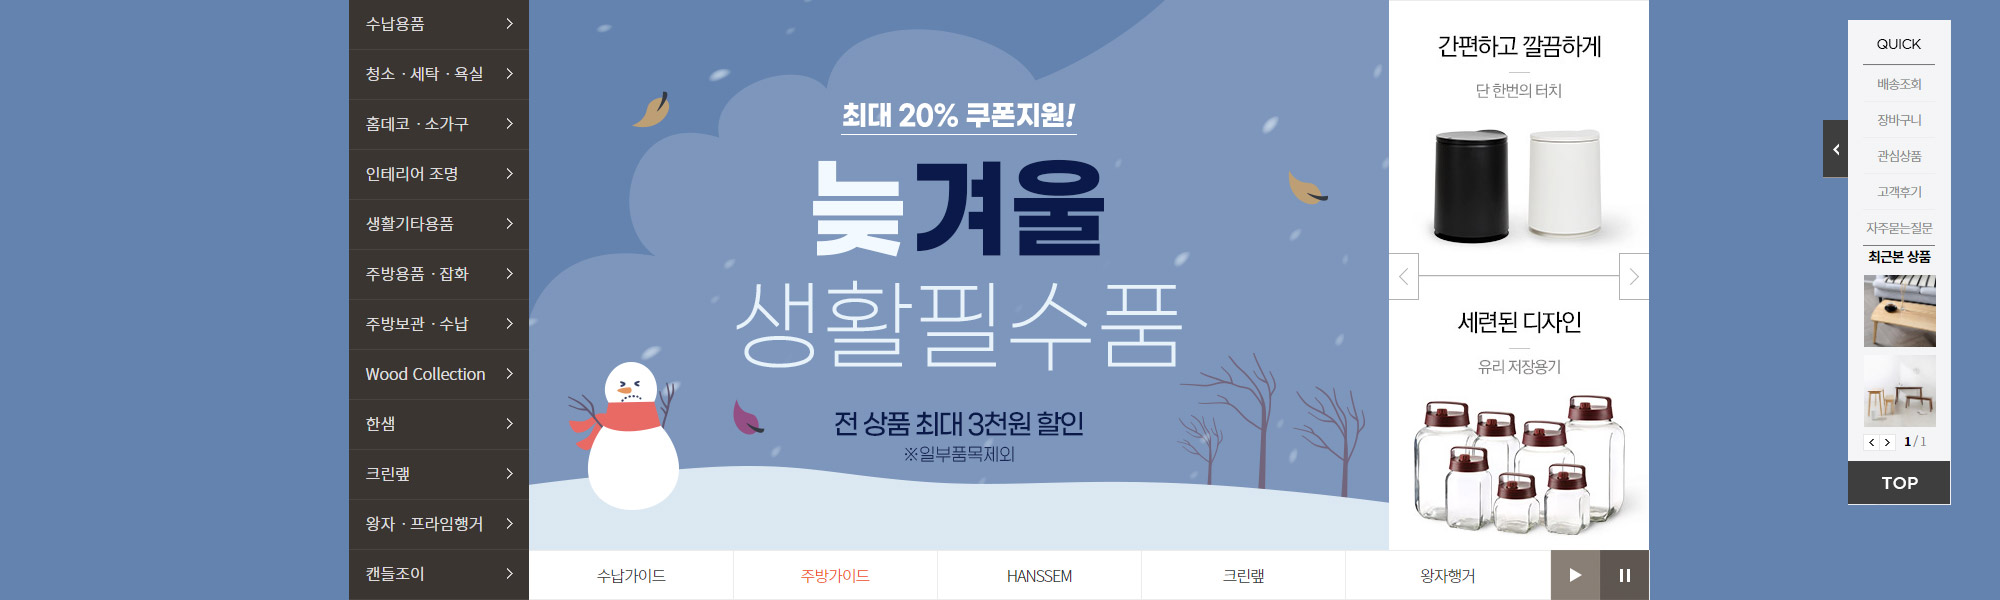 수납용품
청소 · 세탁 · 욕실
홈데코 · 소가구
인테리어 조명
생활기타용품
주방용품 · 잡화
주방보관 · 수납
Wood Collection
한샘
크린랲
왕자 · 프라임행거
캔들조이
최대 20% 쿠폰지원!
늦겨울
생활필수품
전 상품 최대 3천원 할인
※일부품목제외
간편하고 깔끔하게
단 한번의 터치
세련된 디자인
유리 저장용기
수납가이드
주방가이드
HANSSEM
크린랲
왕자행거
QUICK
배송조회
장바구니
관심상품
고객후기
자주묻는질문
최근본 상품
1 / 1
TOP